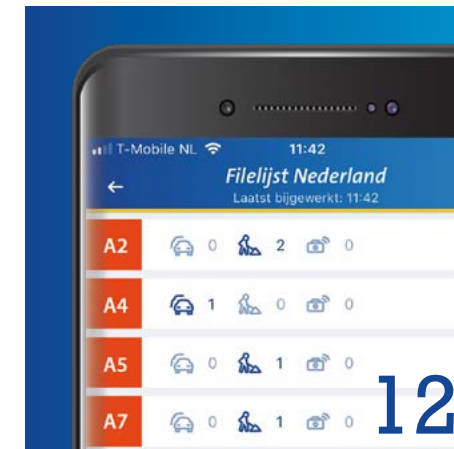 T-Mobile NL 11:42
Filelijst Nederland
Laatst bijgewerkt: 11:42
A2 0 2 0
A4 1 0 0
A5 0 1 0
A7 0 1 0
12